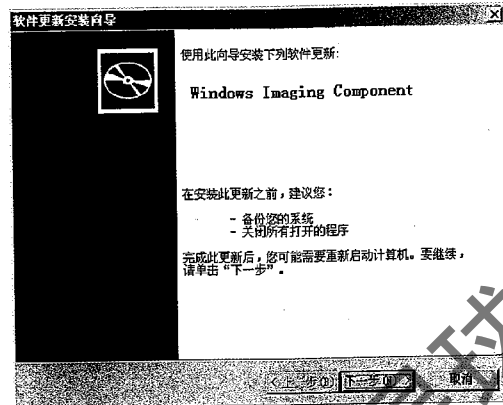 软件更新安装向导
使用此向导安装下列软件更新:
Windows Imaging Component
在安装此更新之前,建议您:
- 备份您的系统
- 关闭所有打开的程序
完成此更新后,您可能需要重新启动计算机。要继续,
请单击“下一步”。
<上一步(B) 下一步(N)> 取消